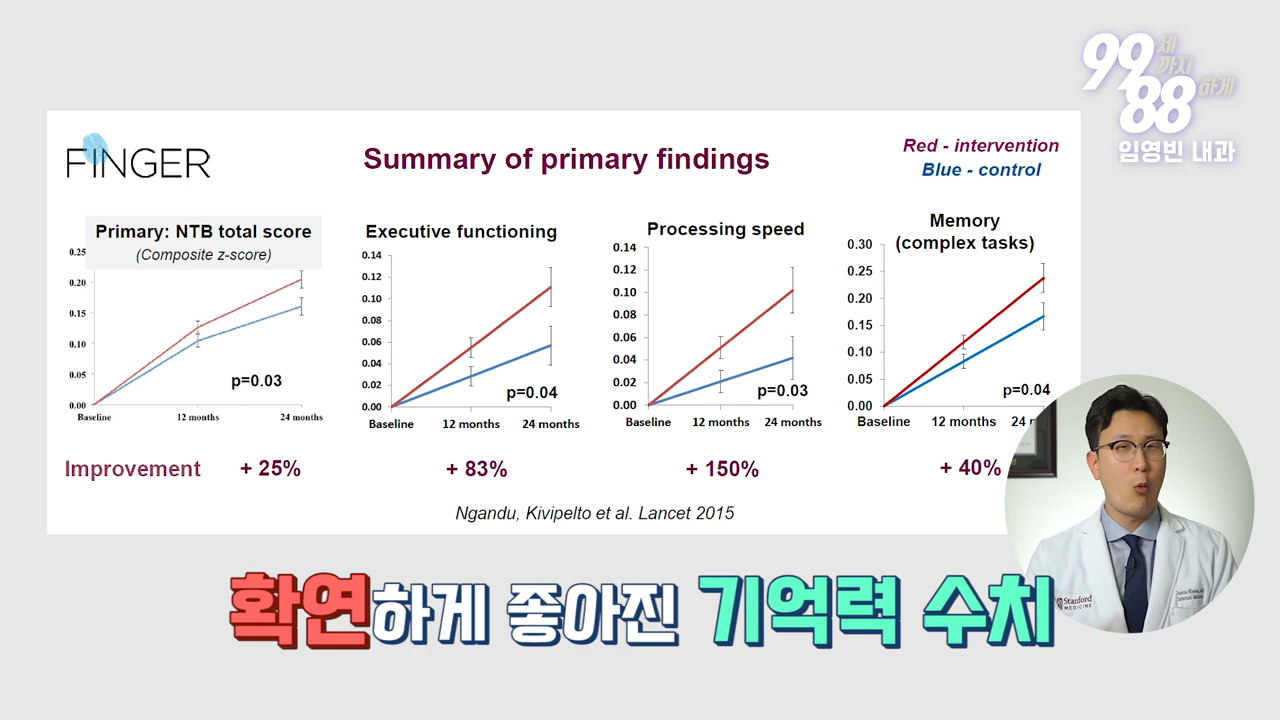 99세
까지
88하게
임영빈 내과
FINGER
Summary of primary findings
Red - intervention
Blue - control
Primary: NTB total score
(Composite z-score)
0.25
0.20
0.15
0.10
0.05
0.00
p=0.03
Baseline 12 months 24 months
Executive functioning
0.14
0.12
0.10
0.08
0.06
0.04
0.02
0.00
p=0.04
Baseline 12 months 24 months
Processing speed
0.14
0.12
0.10
0.08
0.06
0.04
0.02
0.00
p=0.03
Baseline 12 months 24 months
Memory
(complex tasks)
0.30
0.25
0.20
0.15
0.10
0.05
0.00
p=0.04
Baseline 12 months 24
Improvement + 25% + 83% + 150% + 40%
Ngandu, Kivipelto et al. Lancet 2015
Stanford
MEDICINE
확연하게 좋아진 기억력 수치